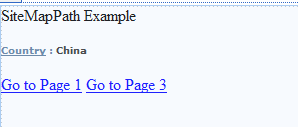 SiteMapPath Example
Country : China
Go to Page 1 Go to Page 3